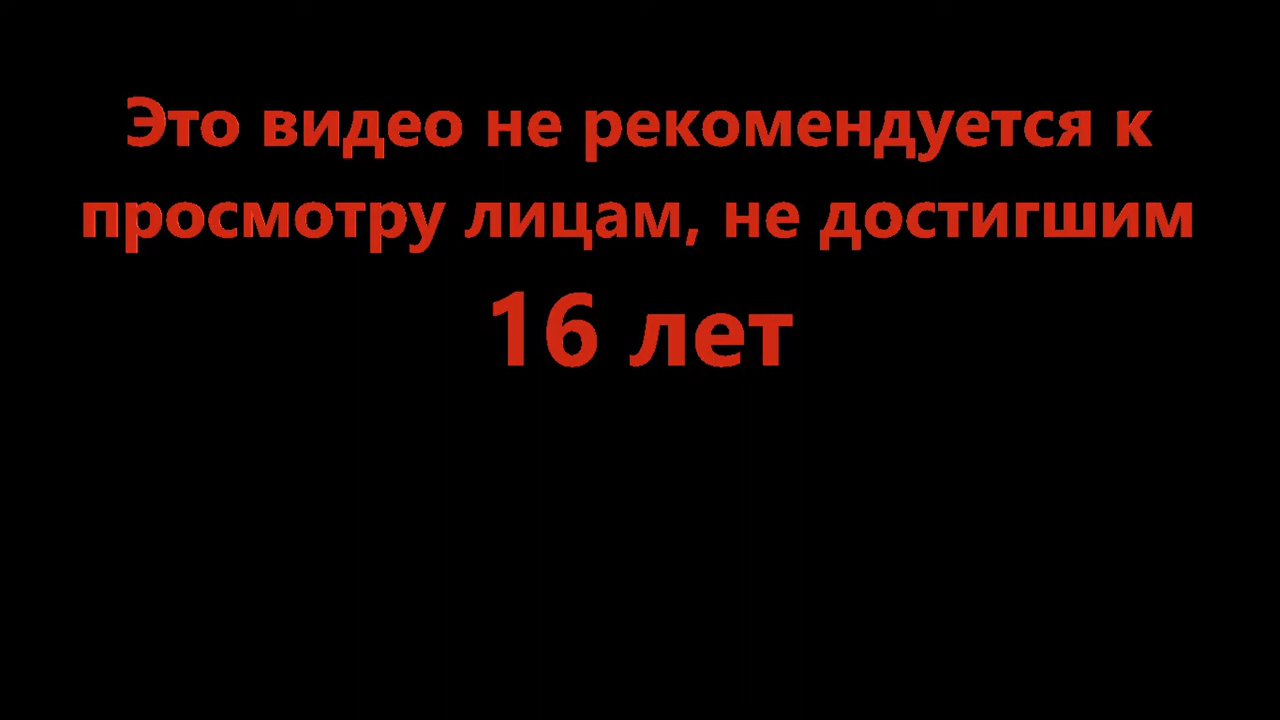 Это видео не рекомендуется к
просмотру лицам, не достигшим
16 лет